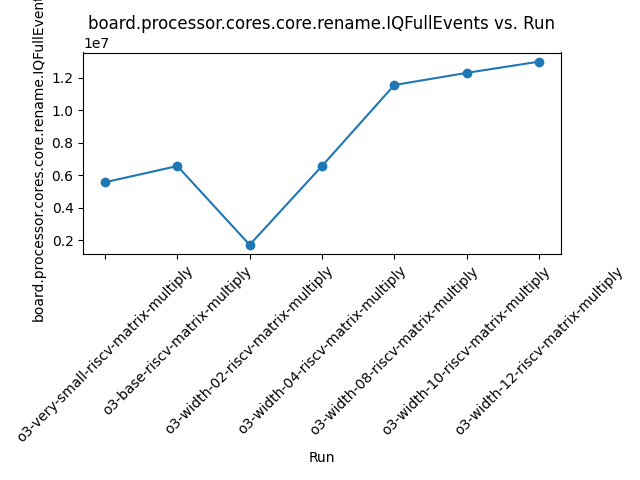 board.processor.cores.core.rename.IQFullEvents vs. Run
1e7
board.processor.cores.core.rename.IQFullEvent
1.2
1.0
0.8
0.6
0.4
0.2
o3-very-small-riscv-matrix-multiply
o3-base-riscv-matrix-multiply
o3-width-02-riscv-matrix-multiply
o3-width-04-riscv-matrix-multiply
o3-width-08-riscv-matrix-multiply
o3-width-10-riscv-matrix-multiply
o3-width-12-riscv-matrix-multiply
Run